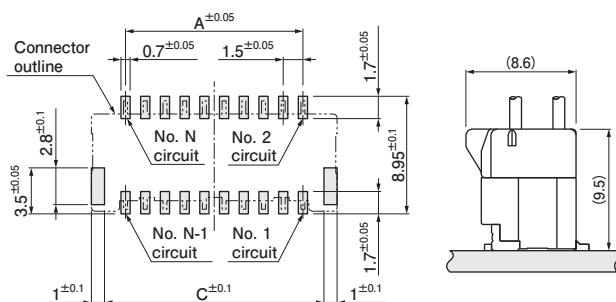 A±0.05
Connector
outline
0.7±0.05
1.5±0.05
1.7±0.05
(8.6)
No. N
circuit
No. 2
circuit
2.8±0.1
3.5±0.05
8.95±0.1
(9.5)
No. N-1
circuit
No. 1
circuit
1.7±0.05
1±0.1
C±0.1
1±0.1